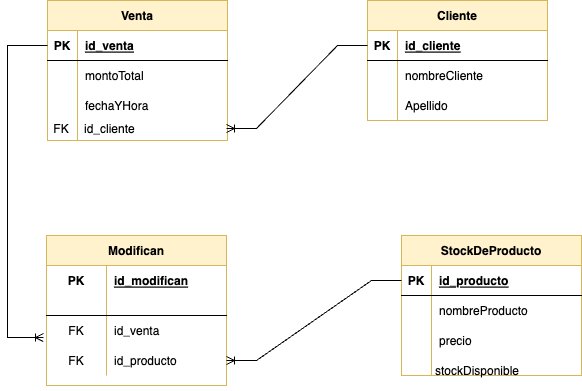 Venta
PK id_venta
montoTotal
fechaYHora
FK id_cliente
Cliente
PK id_cliente
nombreCliente
Apellido
Modifican
PK id_modifican
FK id_venta
FK id_producto
StockDeProducto
PK id_producto
nombreProducto
precio
stockDisponible